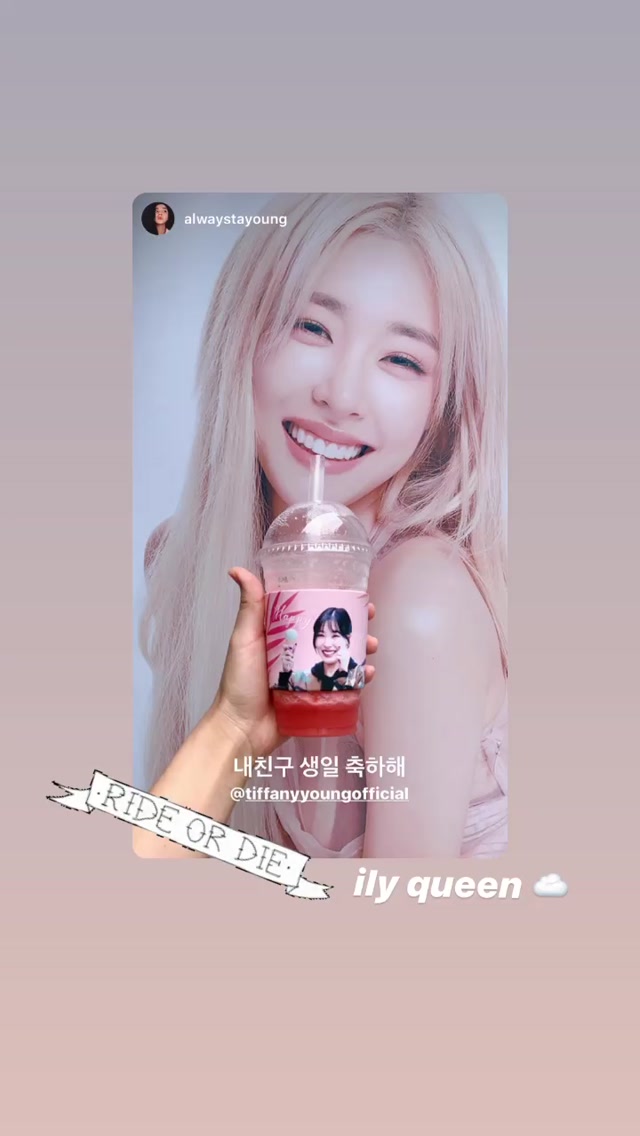 alwaystayoung
내친구 생일 축하해
@tiffanyyoungofficial
·RIDE OR DIE·
ily queen ☁️